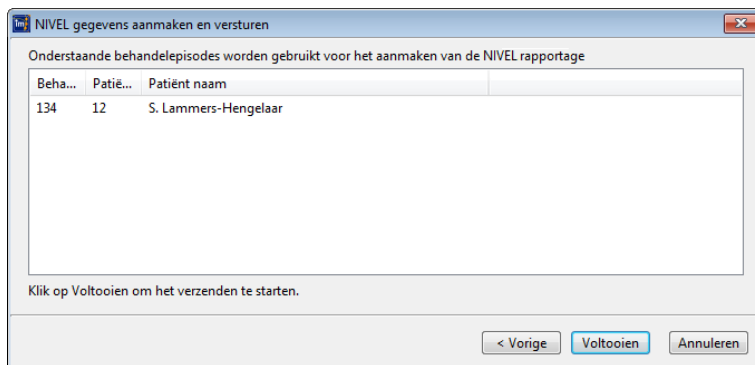 Tm
NIVEL gegevens aanmaken en versturen
Onderstaande behandelepisodes worden gebruikt voor het aanmaken van de NIVEL rapportage
Beha... Patië... Patiënt naam
134 12 S. Lammers-Hengelaar
Klik op Voltooien om het verzenden te starten.
< Vorige Voltooien Annuleren